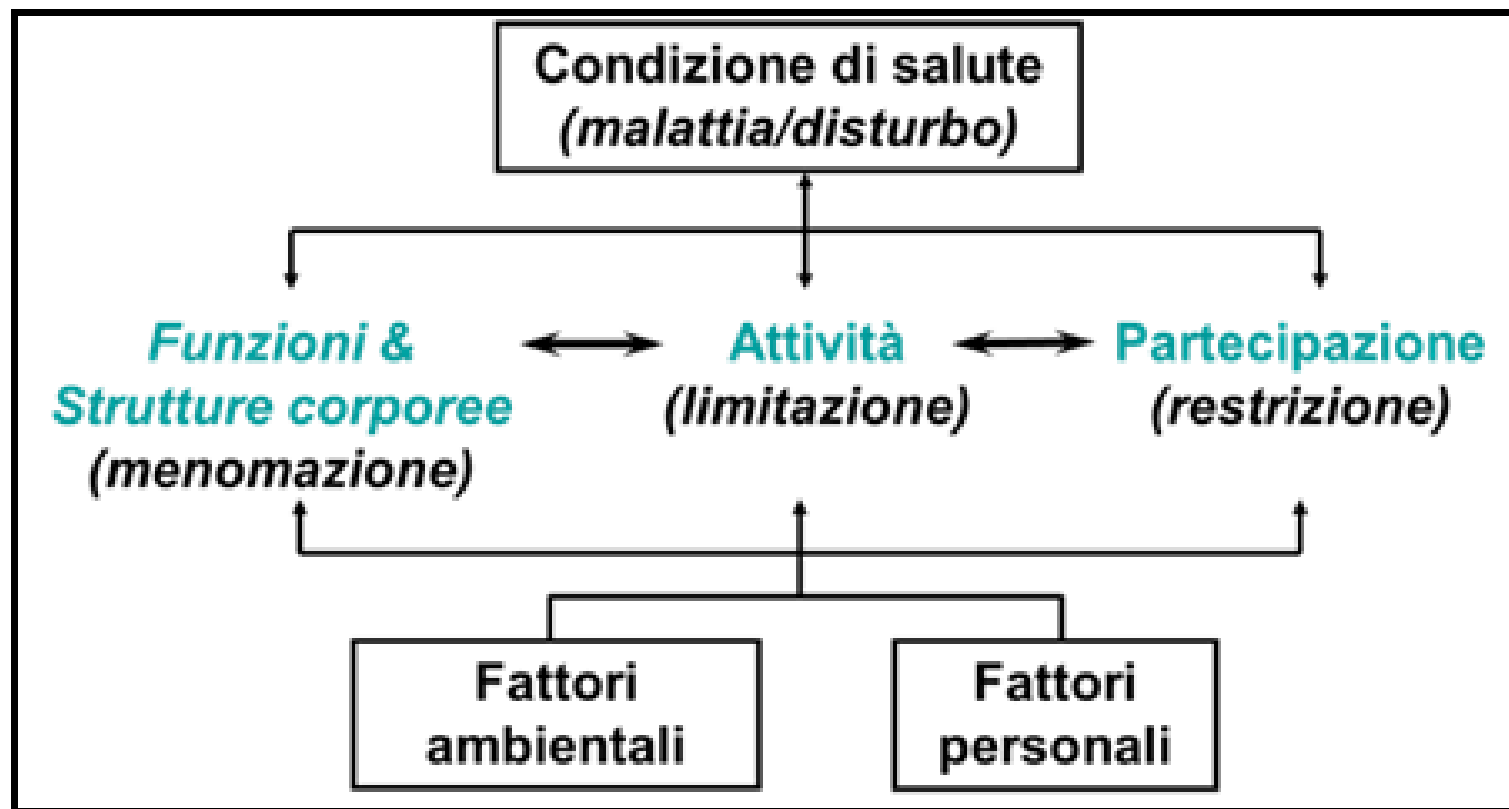 Condizione di salute
(malattia/disturbo)
Funzioni &
Strutture corporee
(menomazione)
Attività
(limitazione)
Partecipazione
(restrizione)
Fattori
ambientali
Fattori
personali